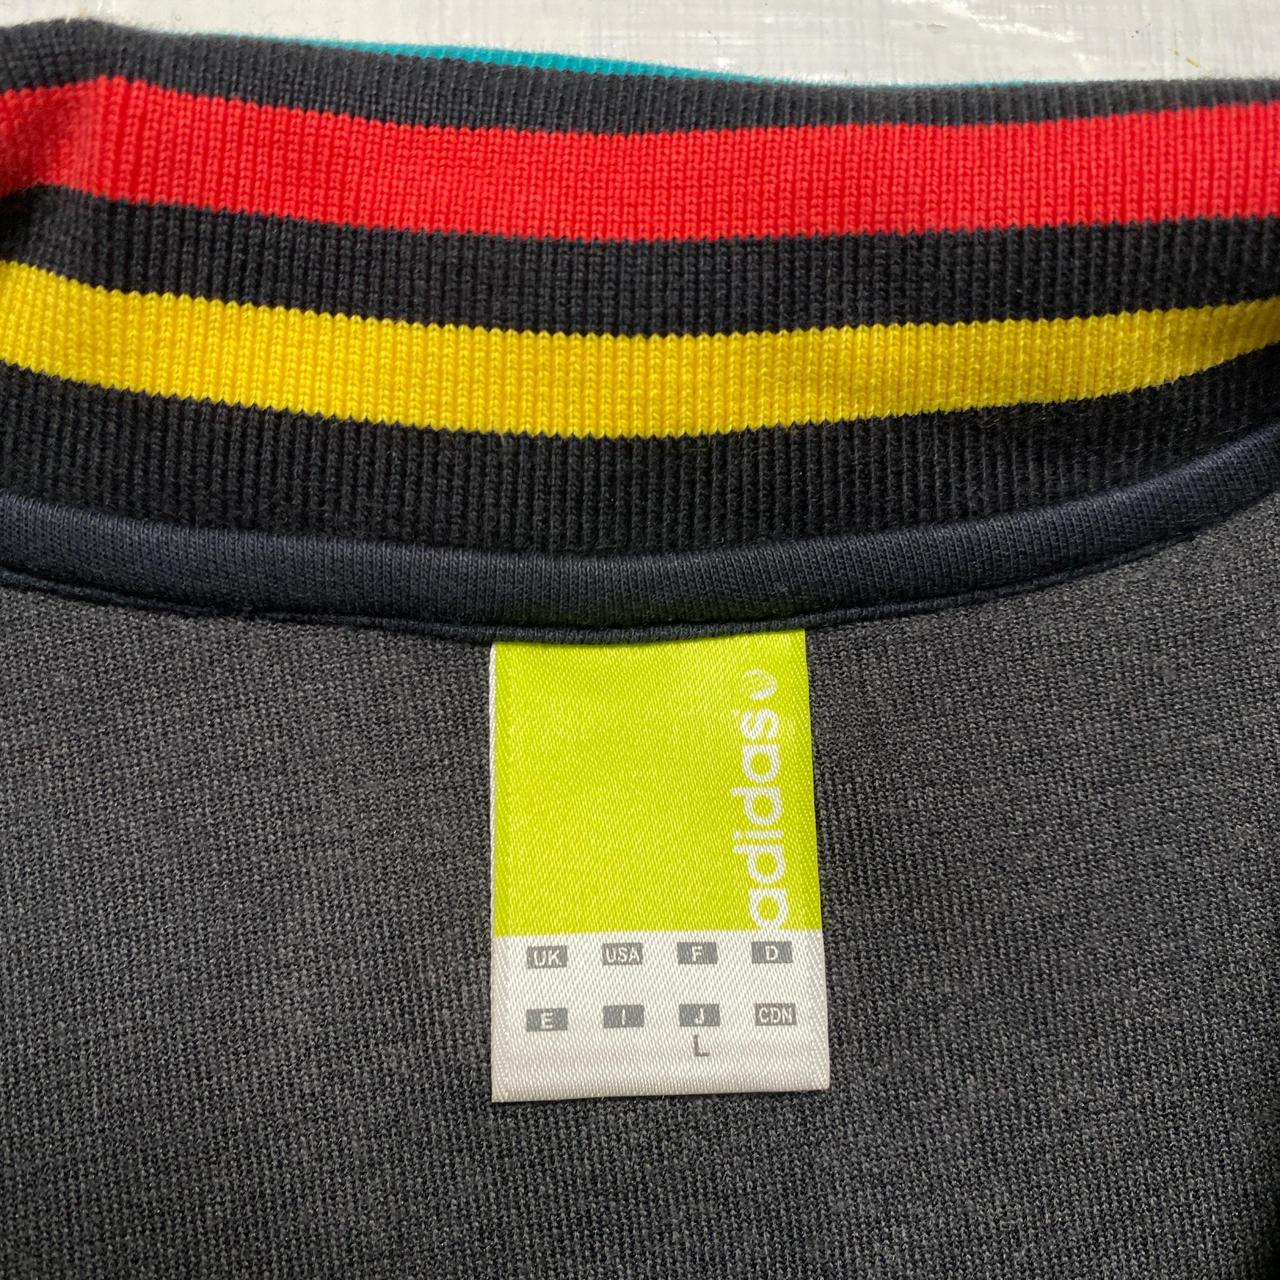 adidas
UK USA F D
E I J CDN
L